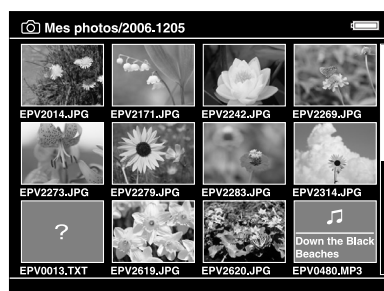 Mes photos/2006-1205
EPV2014.JPG
EPV2171.JPG
EPV2242.JPG
EPV2269.JPG
EPV2273.JPG
EPV2279.JPG
EPV2283.JPG
EPV2314.JPG
?
Down the Black
Beaches
EPV0013.TXT
EPV2619.JPG
EPV2620.JPG
EPV0480.MP3